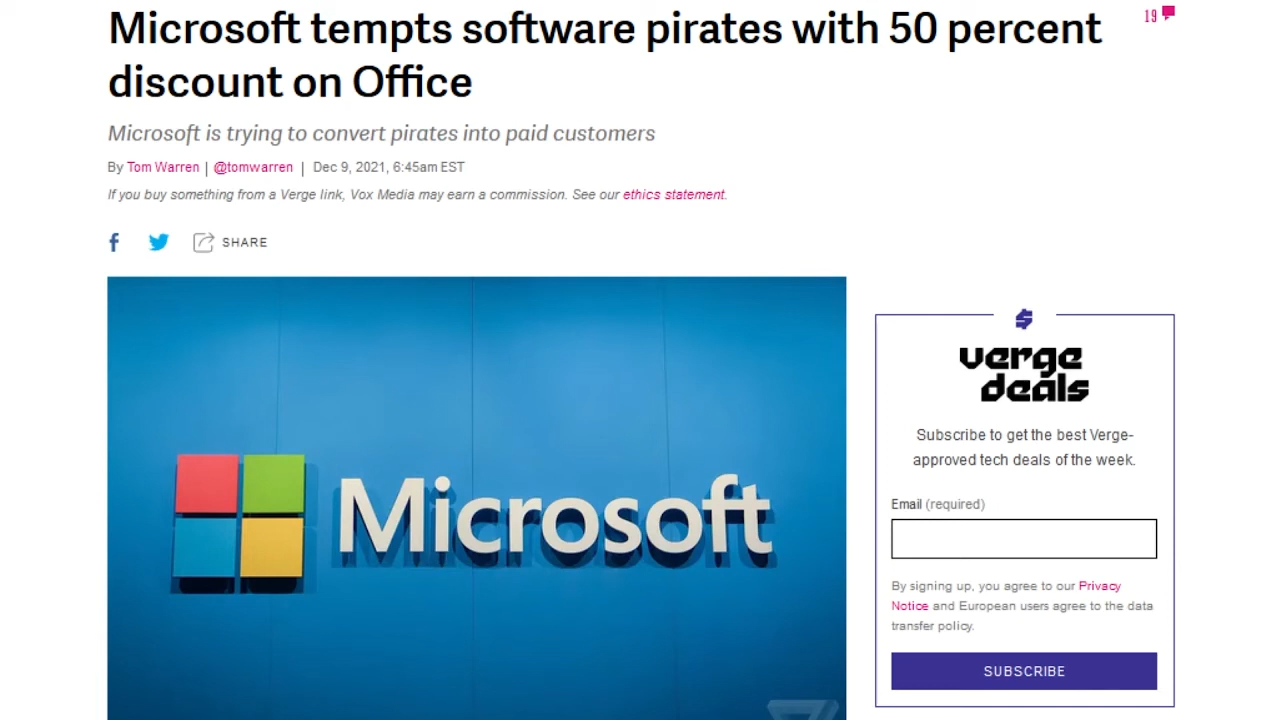 Microsoft tempts software pirates with 50 percent
19
discount on Office
Microsoft is trying to convert pirates into paid customers
By Tom Warren | @tomwarren | Dec 9, 2021, 6:45am EST
If you buy something from a Verge link, Vox Media may earn a commission. See our ethics statement.
SHARE
Microsoft
verge
deals
Subscribe to get the best Verge-
approved tech deals of the week.
Email (required)
By signing up, you agree to our Privacy
Notice and European users agree to the data
transfer policy.
SUBSCRIBE